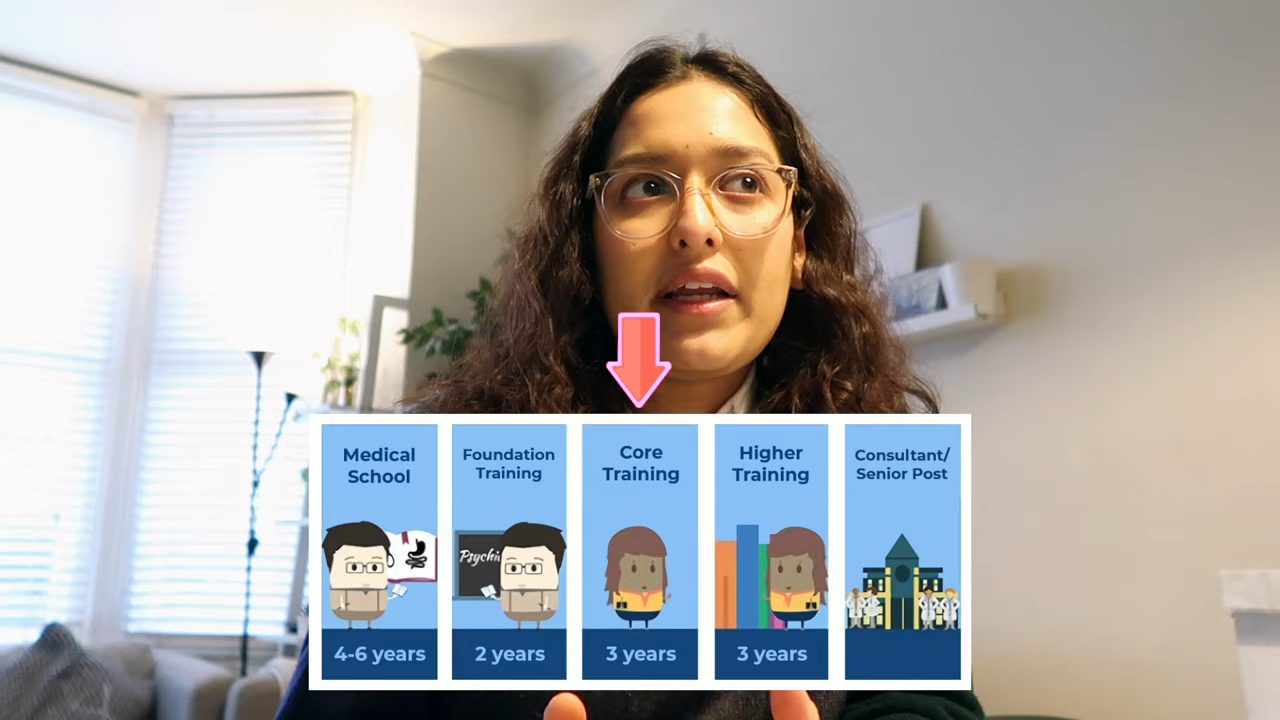 Medical
School
Foundation
Training
Core
Training
Higher
Training
Consultant/
Senior Post
4-6 years
2 years
3 years
3 years